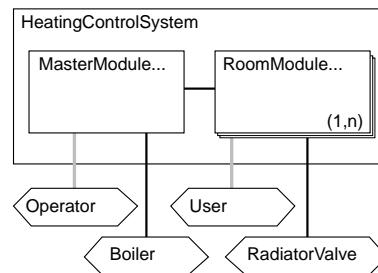 HeatingControlSystem
MasterModule...
RoomModule...
(1,n)
Operator
User
Boiler
RadiatorValve